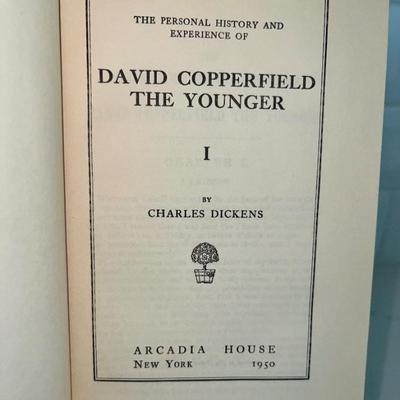 THE PERSONAL HISTORY AND
EXPERIENCE OF
DAVID COPPERFIELD
THE YOUNGER
I
BY
CHARLES DICKENS
ARCADIA HOUSE
NEW YORK 1950